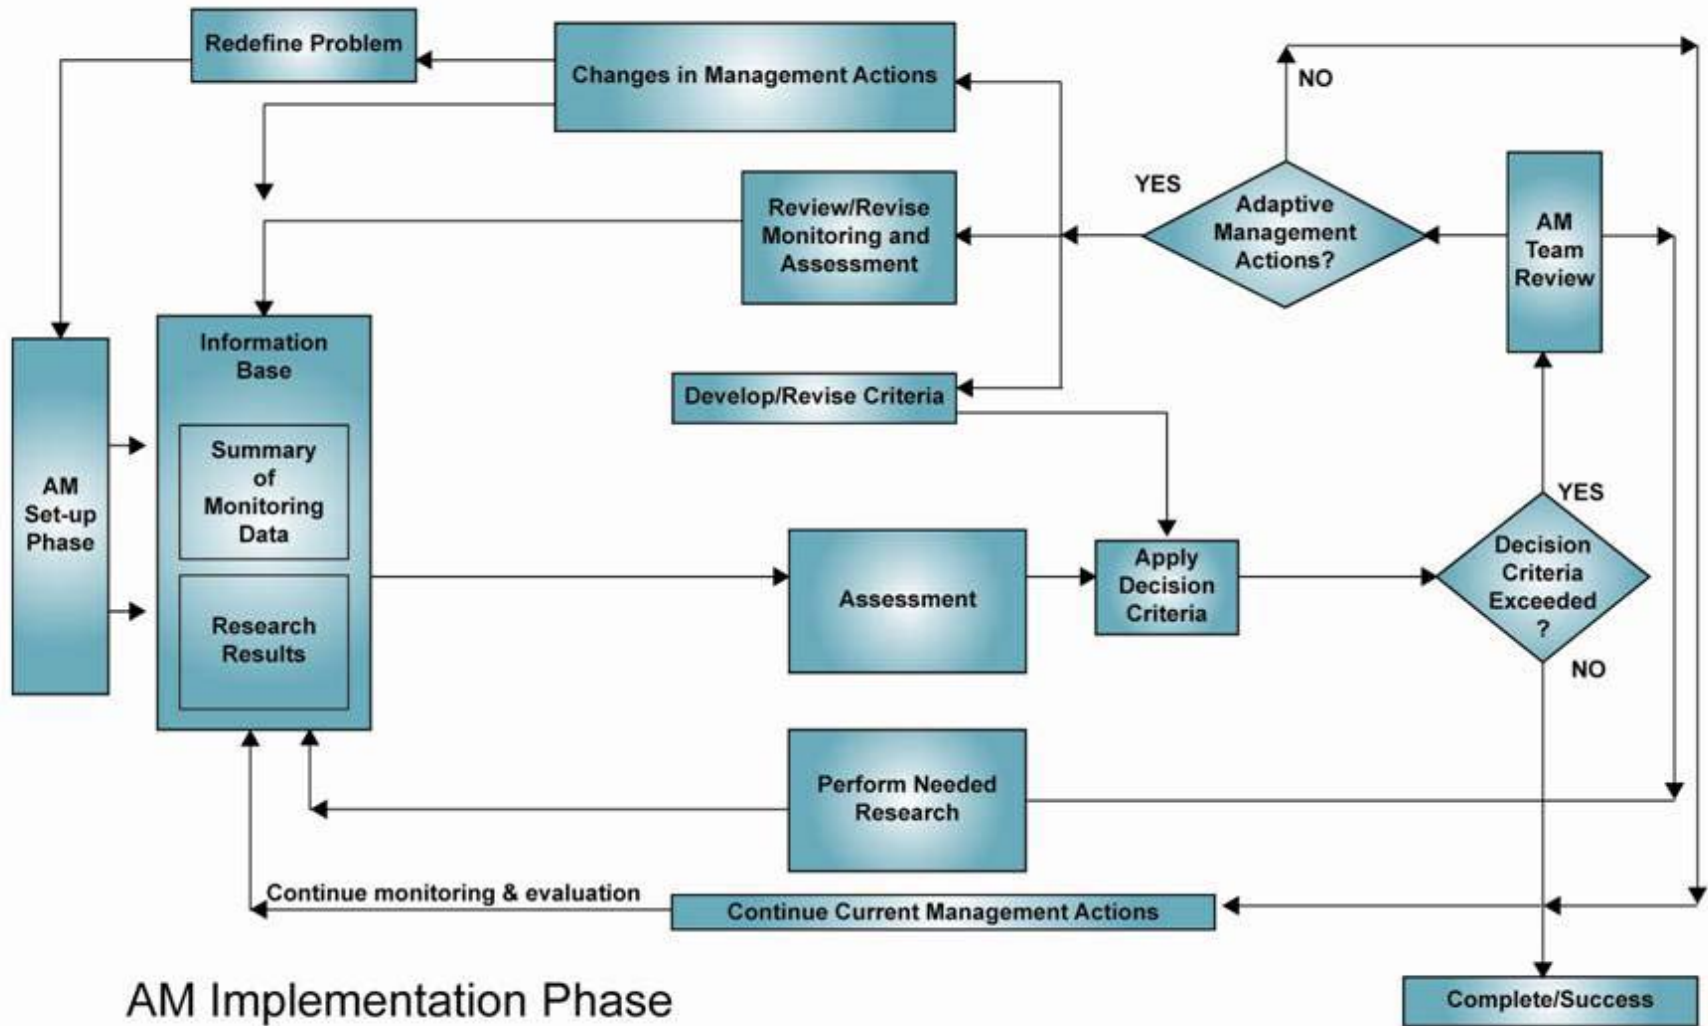 Redefine Problem
Changes in Management Actions
NO
YES
Review/Revise
Monitoring and
Assessment
Adaptive
Management
Actions?
AM
Team
Review
Information
Base
Develop/Revise Criteria
Summary
of
Monitoring
Data
AM
Set-up
Phase
YES
Decision
Criteria
Exceeded
?
Apply
Decision
Criteria
Assessment
Research
Results
NO
Perform Needed
Research
Continue monitoring & evaluation
Continue Current Management Actions
Complete/Success
AM Implementation Phase